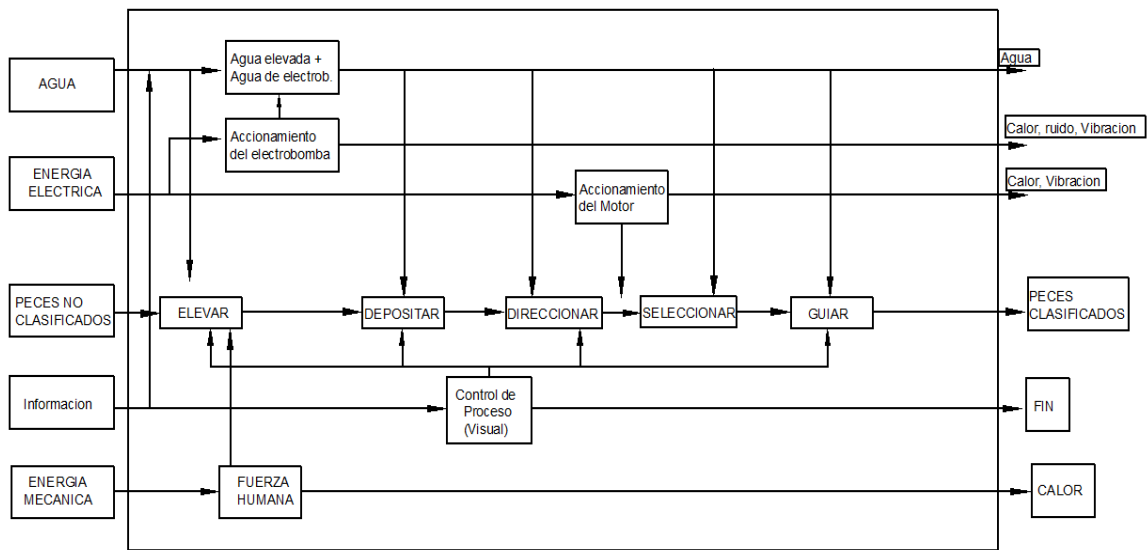 AGUA
Agua elevada +
Agua de electrob.
Agua
Accionamiento
del electrobomba
Calor, ruido, Vibracion
ENERGIA
ELECTRICA
Accionamiento
del Motor
Calor, Vibracion
PECES NO
CLASIFICADOS
ELEVAR
DEPOSITAR
DIRECCIONAR
SELECCIONAR
GUIAR
PECES
CLASIFICADOS
Informacion
Control de
Proceso
(Visual)
FIN
ENERGIA
MECANICA
FUERZA
HUMANA
CALOR